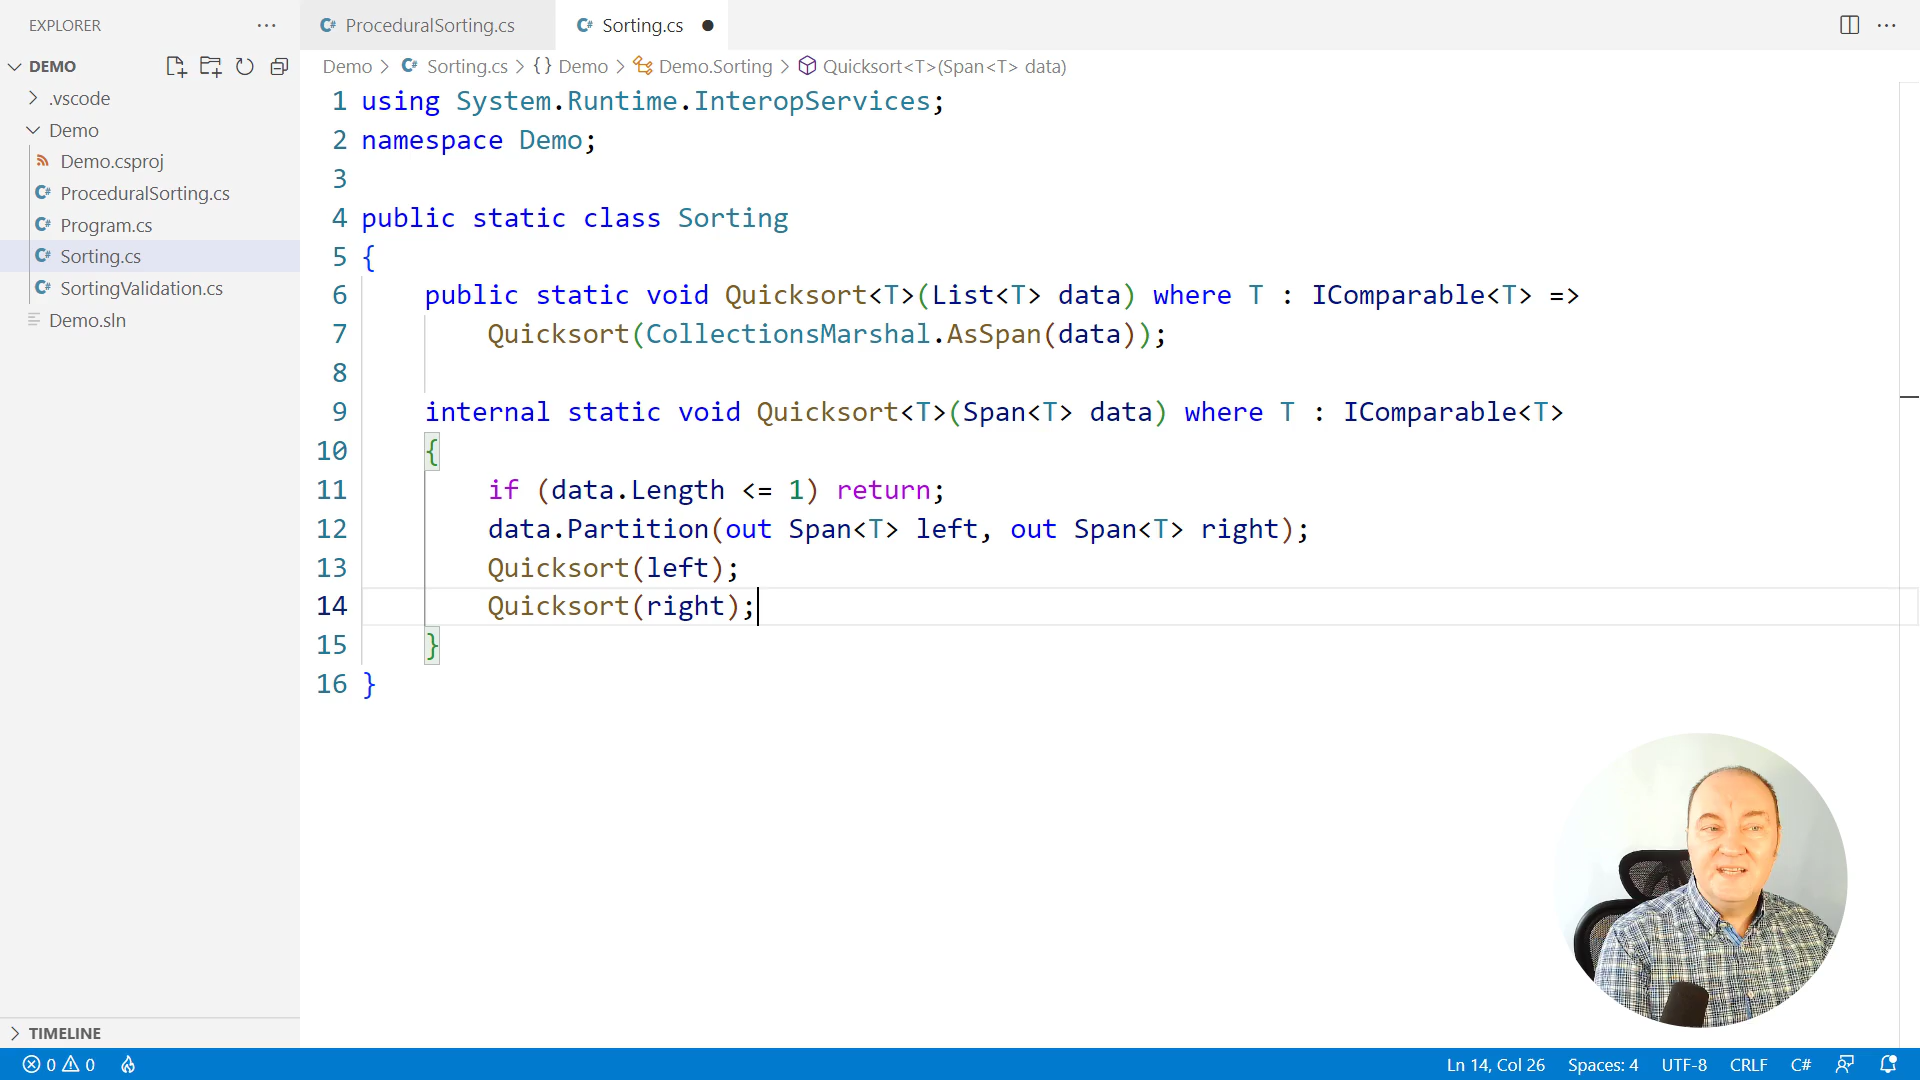 EXPLORER
DEMO
.vscode
Demo
Demo.csproj
ProceduralSorting.cs
Program.cs
Sorting.cs
SortingValidation.cs
Demo.sln
TIMELINE
ProceduralSorting.cs
Sorting.cs
Demo > Sorting.cs > {} Demo > Demo.Sorting > Quicksort<T>(Span<T> data)
1 using System.Runtime.InteropServices;
2 namespace Demo;
3
4 public static class Sorting
5 {
6 public static void Quicksort<T>(List<T> data) where T : IComparable<T> =>
7 Quicksort(CollectionsMarshal.AsSpan(data));
8
9 internal static void Quicksort<T>(Span<T> data) where T : IComparable<T>
10 {
11 if (data.Length <= 1) return;
12 data.Partition(out Span<T> left, out Span<T> right);
13 Quicksort(left);
14 Quicksort(right);
15 }
16 }
0 0
Ln 14, Col 26 Spaces: 4 UTF-8 CRLF C#